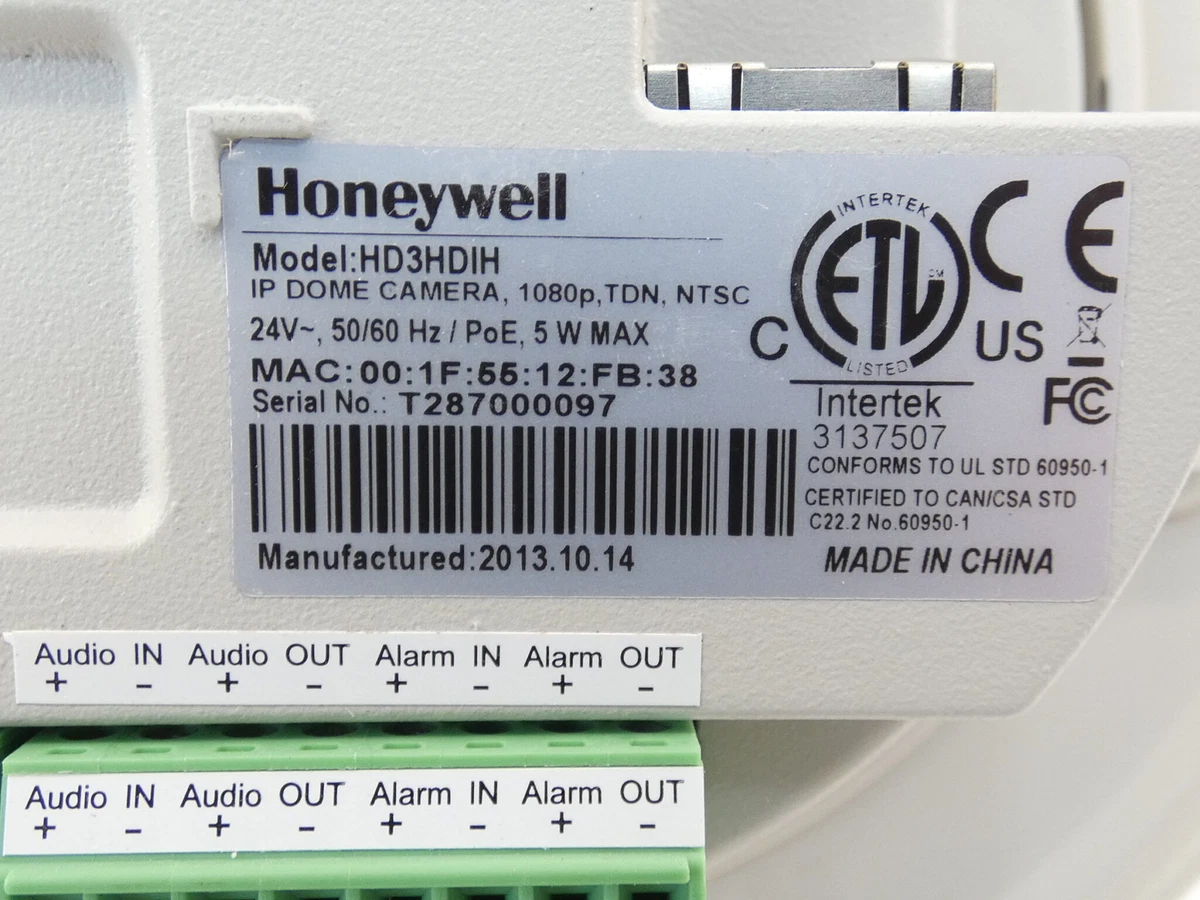 Honeywell
Model:HD3HDIH
IP DOME CAMERA, 1080p,TDN, NTSC
24V~, 50/60 Hz / PoE, 5 W MAX
MAC:00:1F:55:12:FB:38
Serial No.: T287000097
Manufactured:2013.10.14
INTERTEK
ETL
CM
LISTED
C US
CE
FC
Intertek
3137507
CONFORMS TO UL STD 60950-1
CERTIFIED TO CAN/CSA STD
C22.2 No.60950-1
MADE IN CHINA
Audio IN Audio OUT Alarm IN Alarm OUT
+ - + - + - + -
Audio IN Audio OUT Alarm IN Alarm OUT
+ - + - + - + -